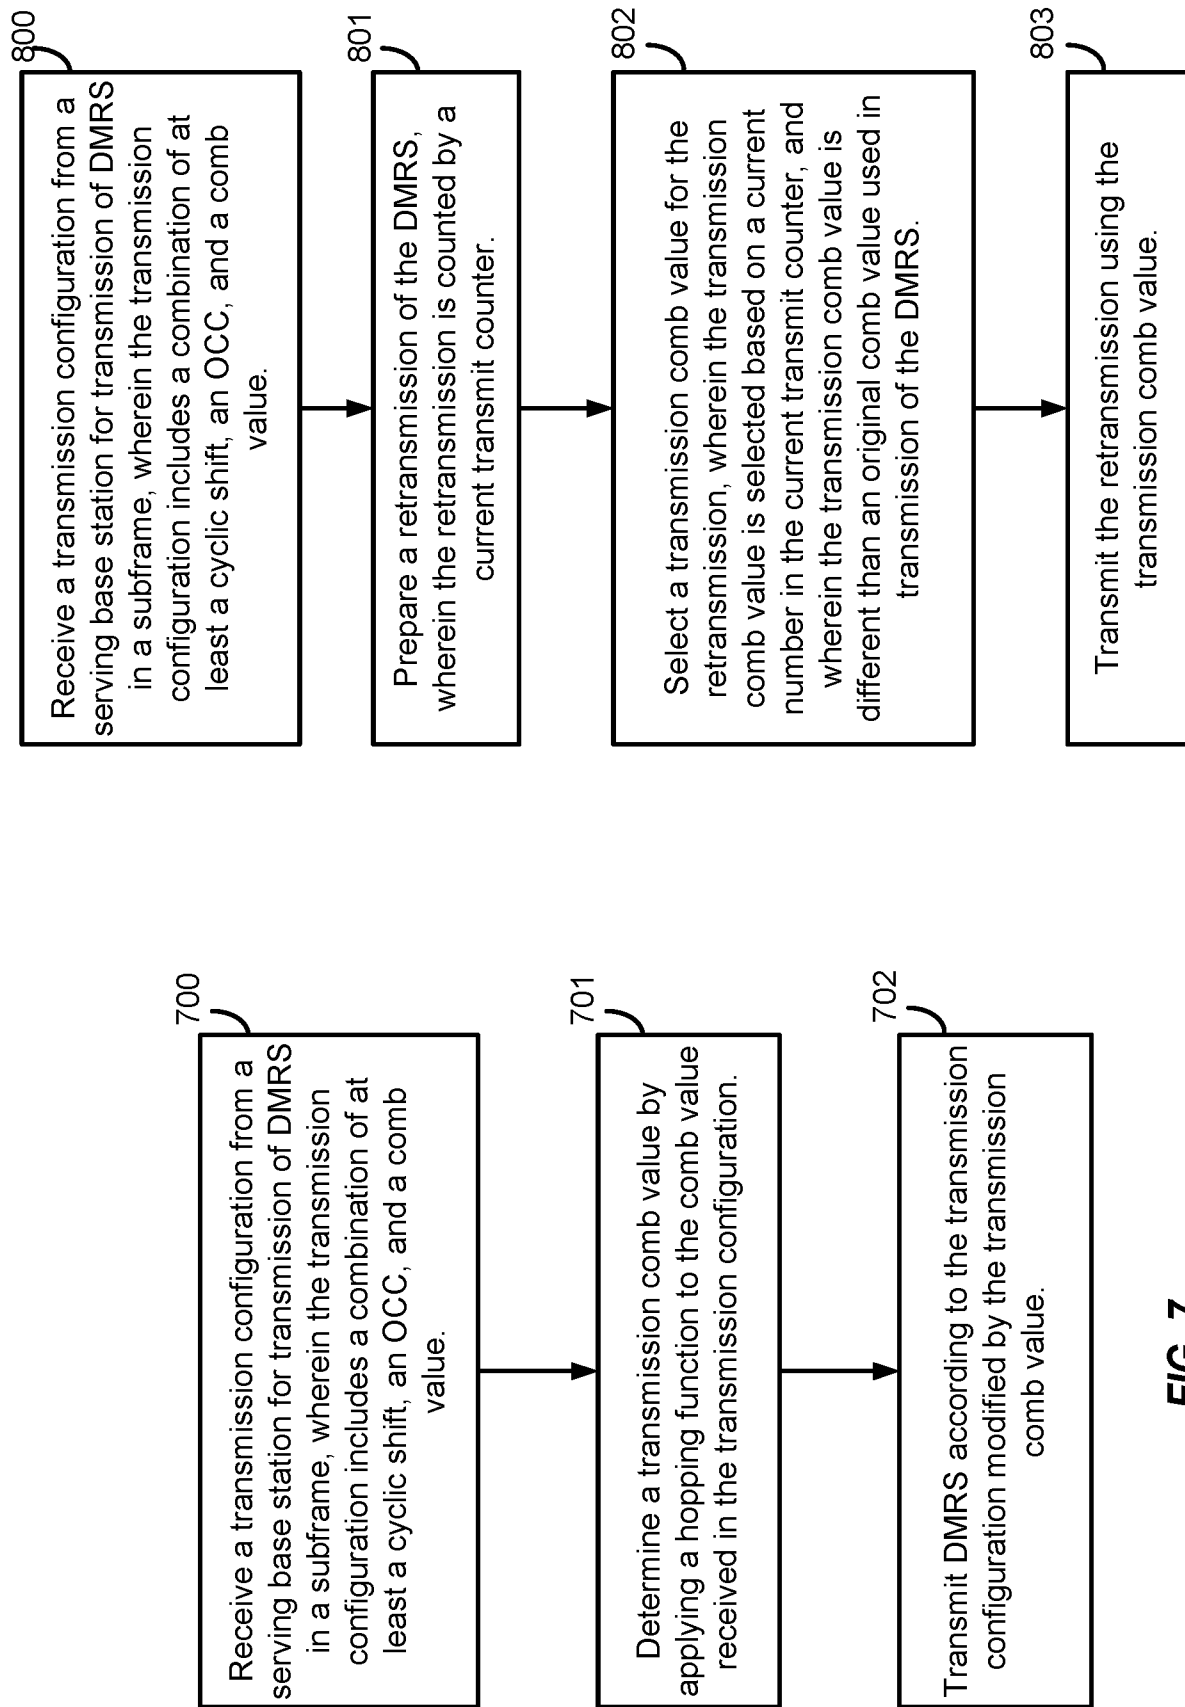 700
Receive a transmission configuration from a
serving base station for transmission of DMRS
in a subframe, wherein the transmission
configuration includes a combination of at
least a cyclic shift, an OCC, and a comb
value.
701
Determine a transmission comb value by
applying a hopping function to the comb value
received in the transmission configuration.
702
Transmit DMRS according to the transmission
configuration modified by the transmission
comb value.
FIG. 7
800
Receive a transmission configuration from a
serving base station for transmission of DMRS
in a subframe, wherein the transmission
configuration includes a combination of at
least a cyclic shift, an OCC, and a comb
value.
801
Prepare a retransmission of the DMRS,
wherein the retransmission is counted by a
current transmit counter.
802
Select a transmission comb value for the
retransmission, wherein the transmission
comb value is selected based on a current
number in the current transmit counter, and
wherein the transmission comb value is
different than an original comb value used in
transmission of the DMRS.
803
Transmit the retransmission using the
transmission comb value.